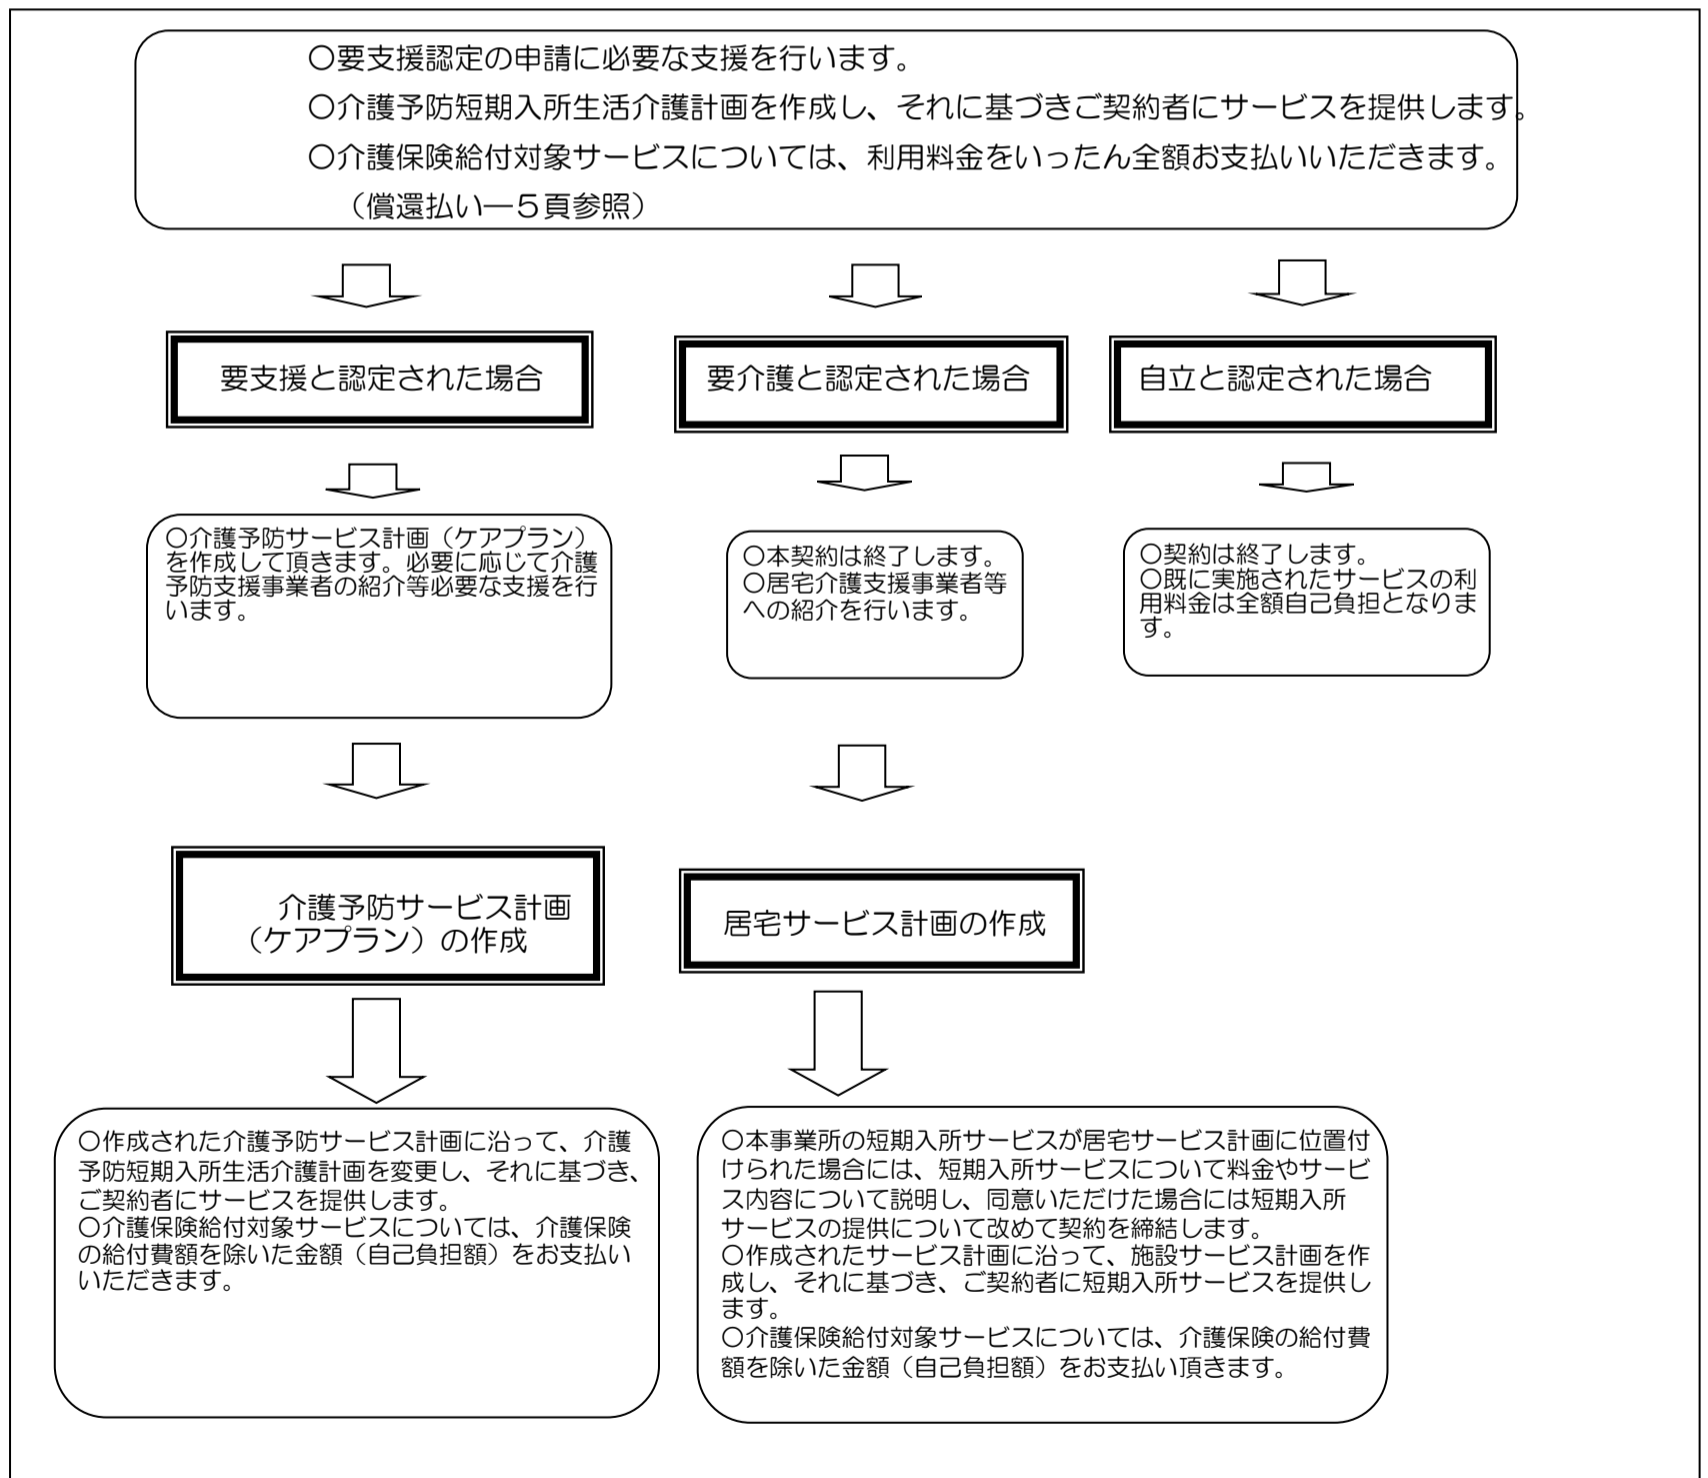 〇要支援認定の申請に必要な支援を行います。
〇介護予防短期入所生活介護計画を作成し、それに基づきご契約者にサービスを提供します。
〇介護保険給付対象サービスについては、利用料金をいったん全額お支払いいただきます。
（償還払い―５頁参照）
要支援と認定された場合
要介護と認定された場合
自立と認定された場合
〇介護予防サービス計画（ケアプラン）
を作成して頂きます。必要に応じて介護
予防支援事業者の紹介等必要な支援を行
います。
〇本契約は終了します。
〇居宅介護支援事業者等
への紹介を行います。
〇契約は終了します。
〇既に実施されたサービスの利
用料金は全額自己負担となりま
す。
介護予防サービス計画
（ケアプラン）の作成
居宅サービス計画の作成
〇作成された介護予防サービス計画に沿って、介護
予防短期入所生活介護計画を変更し、それに基づき、
ご契約者にサービスを提供します。
〇介護保険給付対象サービスについては、介護保険
の給付費額を除いた金額（自己負担額）をお支払い
いただきます。
〇本事業所の短期入所サービスが居宅サービス計画に位置付
けられた場合には、短期入所サービスについて料金やサービ
ス内容について説明し、同意いただけた場合には短期入所
サービスの提供について改めて契約を締結します。
〇作成されたサービス計画に沿って、施設サービス計画を作
成し、それに基づき、ご契約者に短期入所サービスを提供し
ます。
〇介護保険給付対象サービスについては、介護保険の給付費
額を除いた金額（自己負担額）をお支払い頂きます。